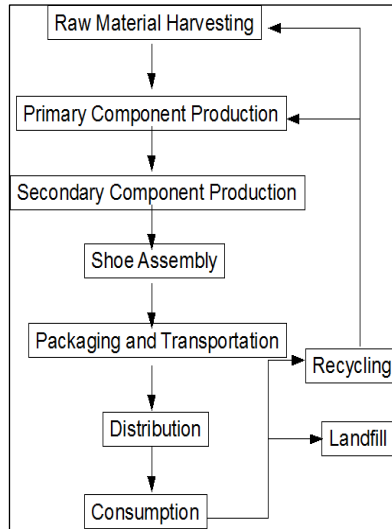 Raw Material Harvesting
Primary Component Production
Secondary Component Production
Shoe Assembly
Packaging and Transportation
Recycling
Distribution
Landfill
Consumption